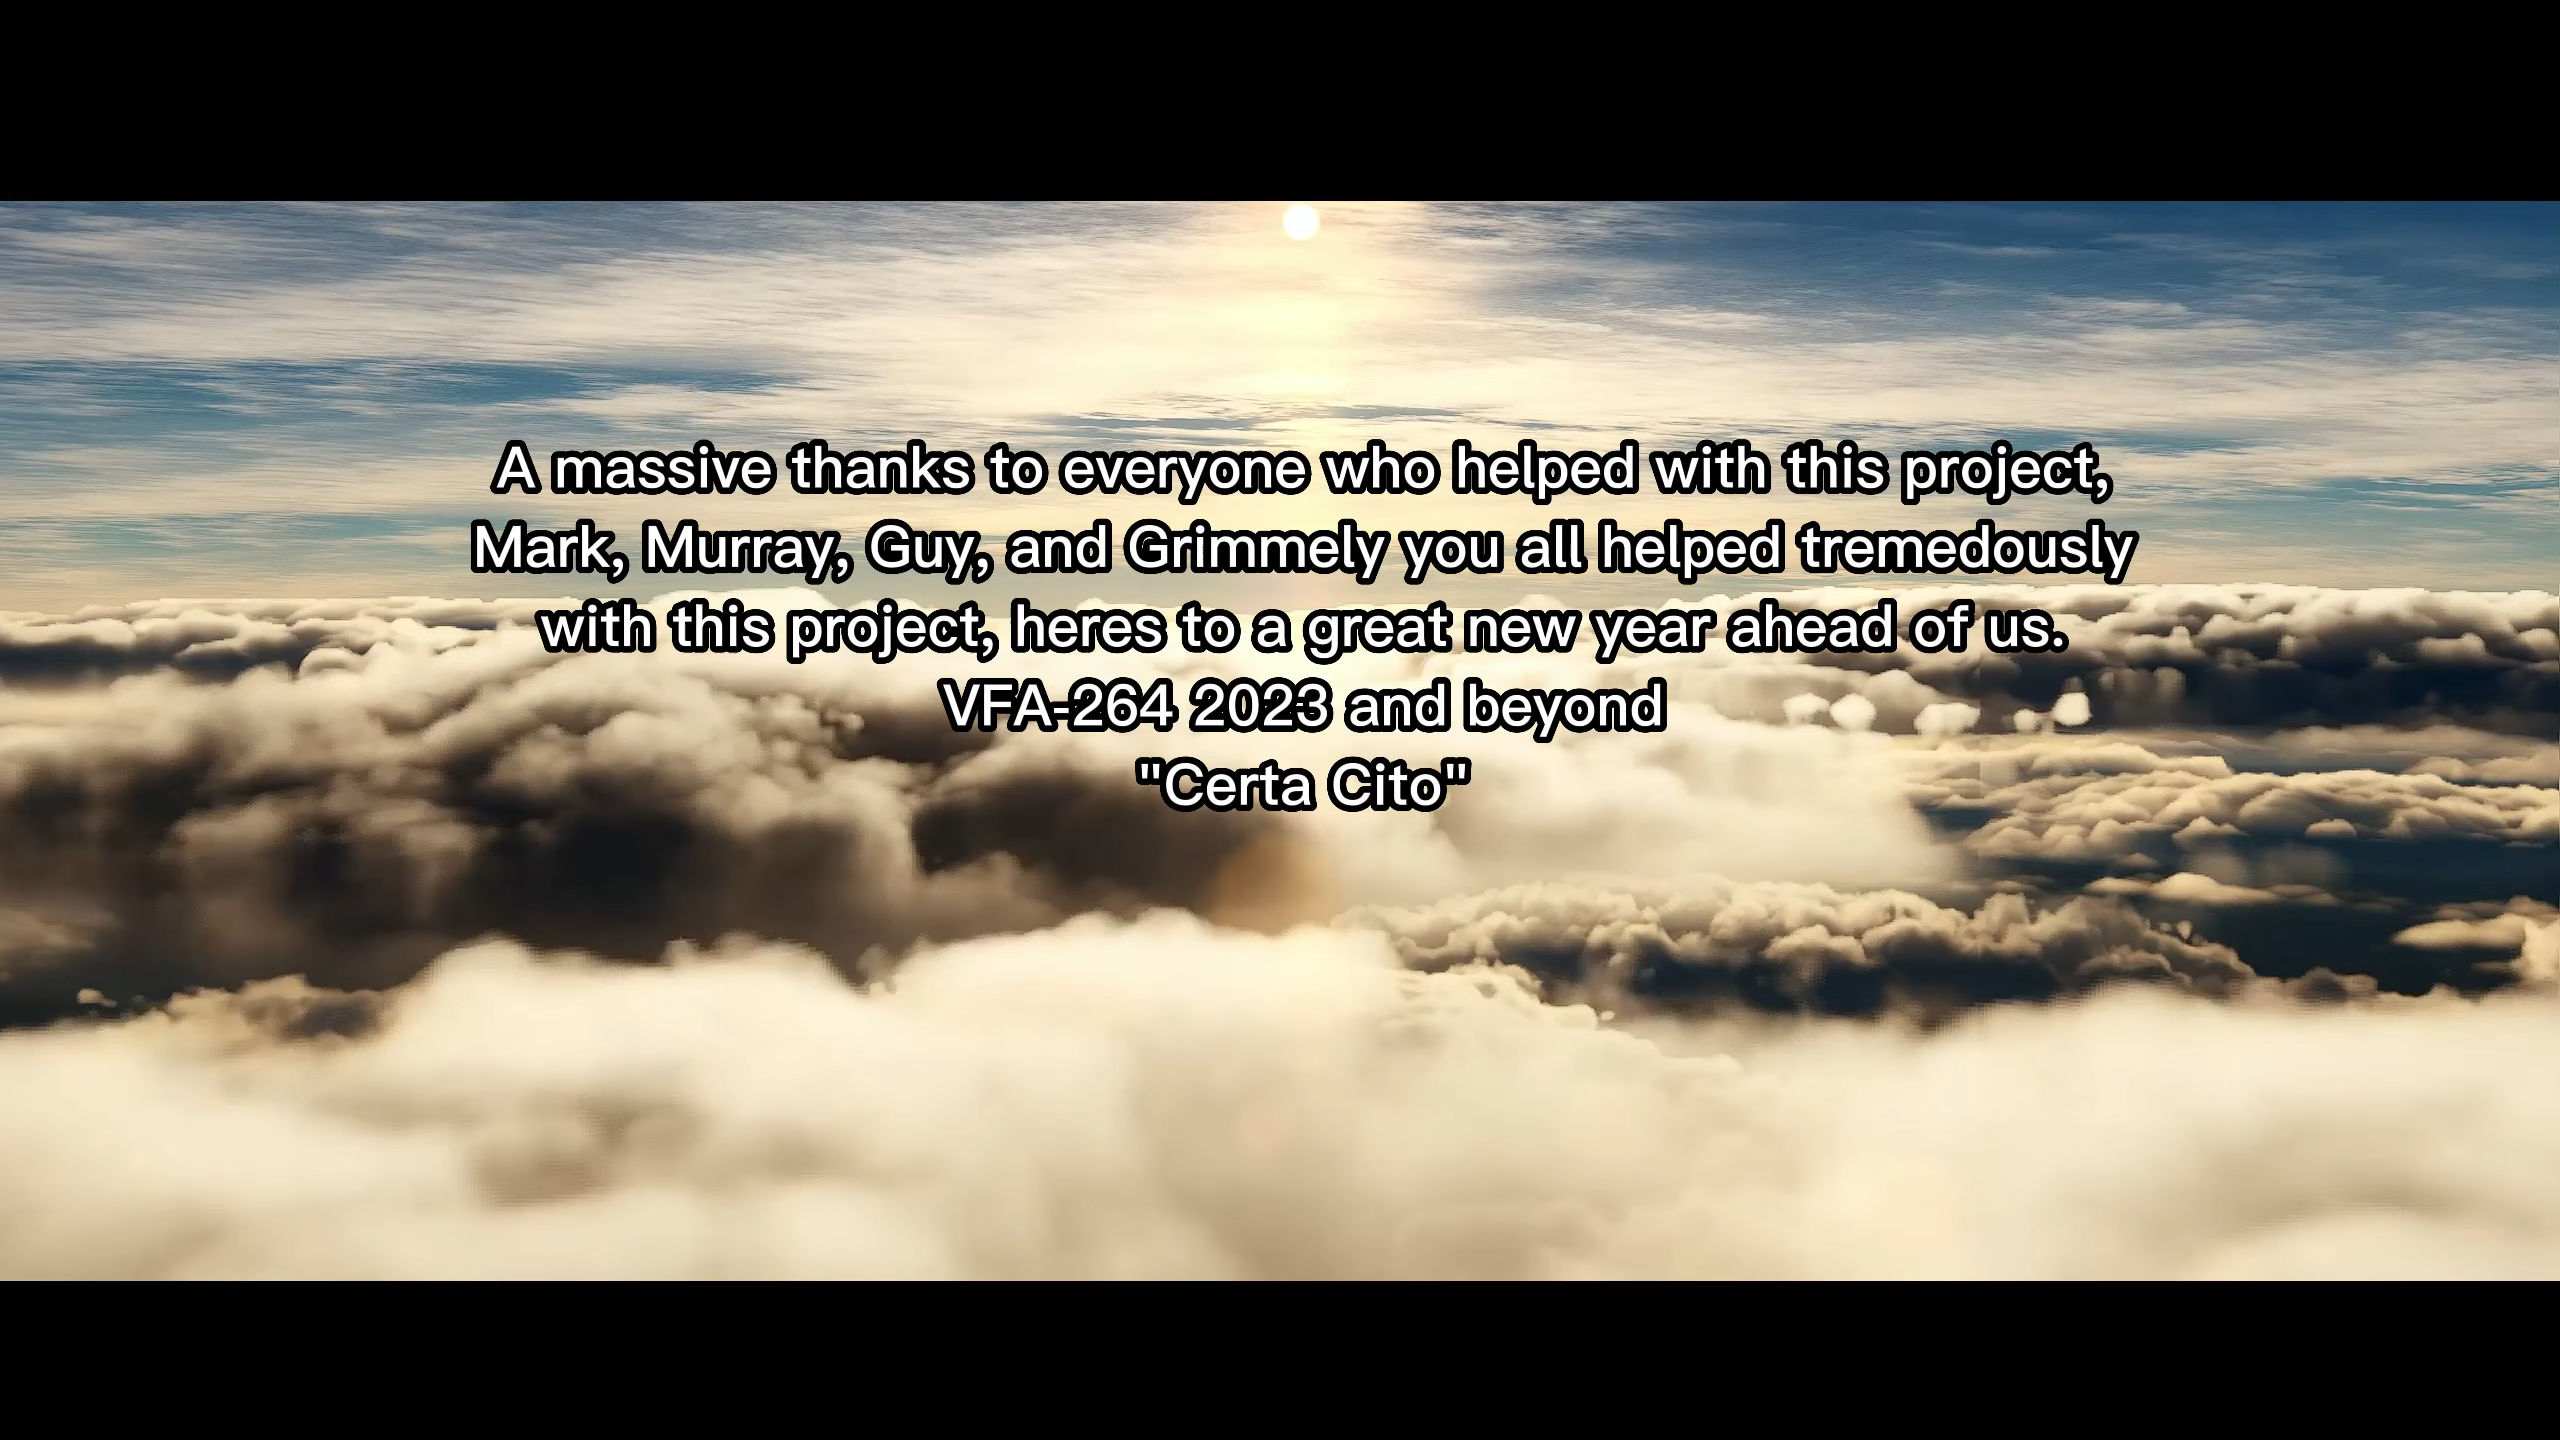 A massive thanks to everyone who helped with this project,
Mark, Murray, Guy, and Grimmely you all helped tremedously
with this project, heres to a great new year ahead of us.
VFA-264 2023 and beyond
"Certa Cito"